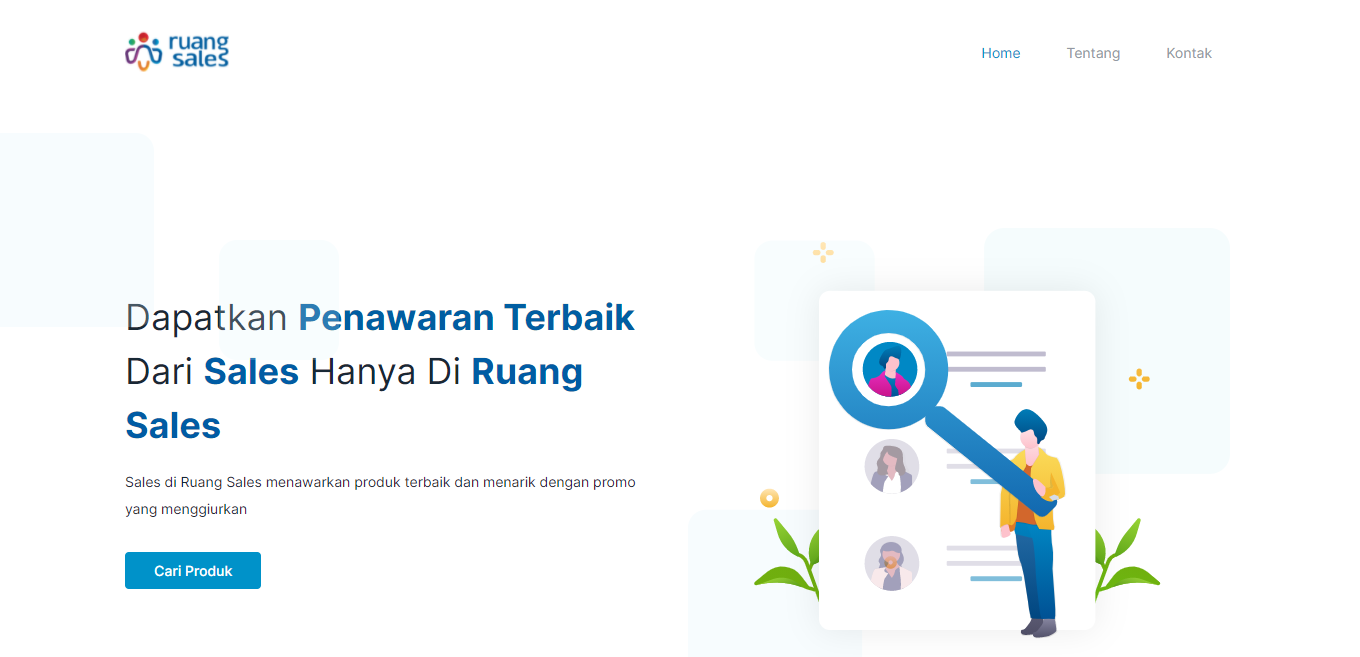 ruang
sales
Home
Tentang
Kontak
Dapatkan Penawaran Terbaik
Dari Sales Hanya Di Ruang
Sales
Sales di Ruang Sales menawarkan produk terbaik dan menarik dengan promo
yang menggiurkan
Cari Produk